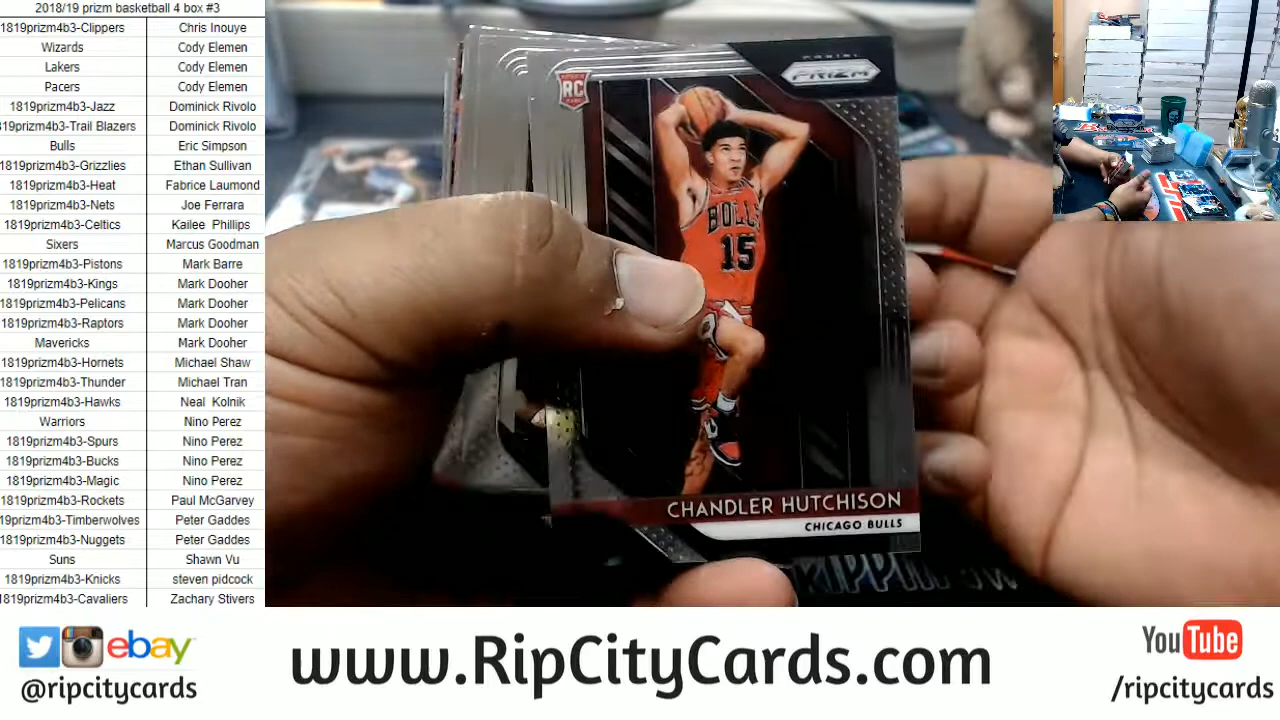 2018/19 prizm basketball 4 box #3
1819prizm4b3-Clippers Chris Inouye
Wizards Cody Elemen
Lakers Cody Elemen
Pacers Cody Elemen
1819prizm4b3-Jazz Dominick Rivolo
819prizm4b3-Trail Blazers Dominick Rivolo
Bulls Eric Simpson
1819prizm4b3-Grizzlies Ethan Sullivan
1819prizm4b3-Heat Fabrice Laumond
1819prizm4b3-Nets Joe Ferrara
1819prizm4b3-Celtics Kailee Phillips
Sixers Marcus Goodman
1819prizm4b3-Pistons Mark Barre
1819prizm4b3-Kings Mark Dooher
1819prizm4b3-Pelicans Mark Dooher
1819prizm4b3-Raptors Mark Dooher
Mavericks Mark Dooher
1819prizm4b3-Hornets Michael Shaw
1819prizm4b3-Thunder Michael Tran
1819prizm4b3-Hawks Neal Kolnik
Warriors Nino Perez
1819prizm4b3-Spurs Nino Perez
1819prizm4b3-Bucks Nino Perez
1819prizm4b3-Magic Nino Perez
1819prizm4b3-Rockets Paul McGarvey
819prizm4b3-Timberwolves Peter Gaddes
1819prizm4b3-Nuggets Peter Gaddes
Suns Shawn Vu
1819prizm4b3-Knicks steven pidcock
1819prizm4b3-Cavaliers Zachary Stivers
PANINI
PRIZM
RC
BULLS
15
CHANDLER HUTCHISON
CHICAGO BULLS
ebay
@ripcitycards
www.RipCityCards.com
YouTube
/ripcitycards